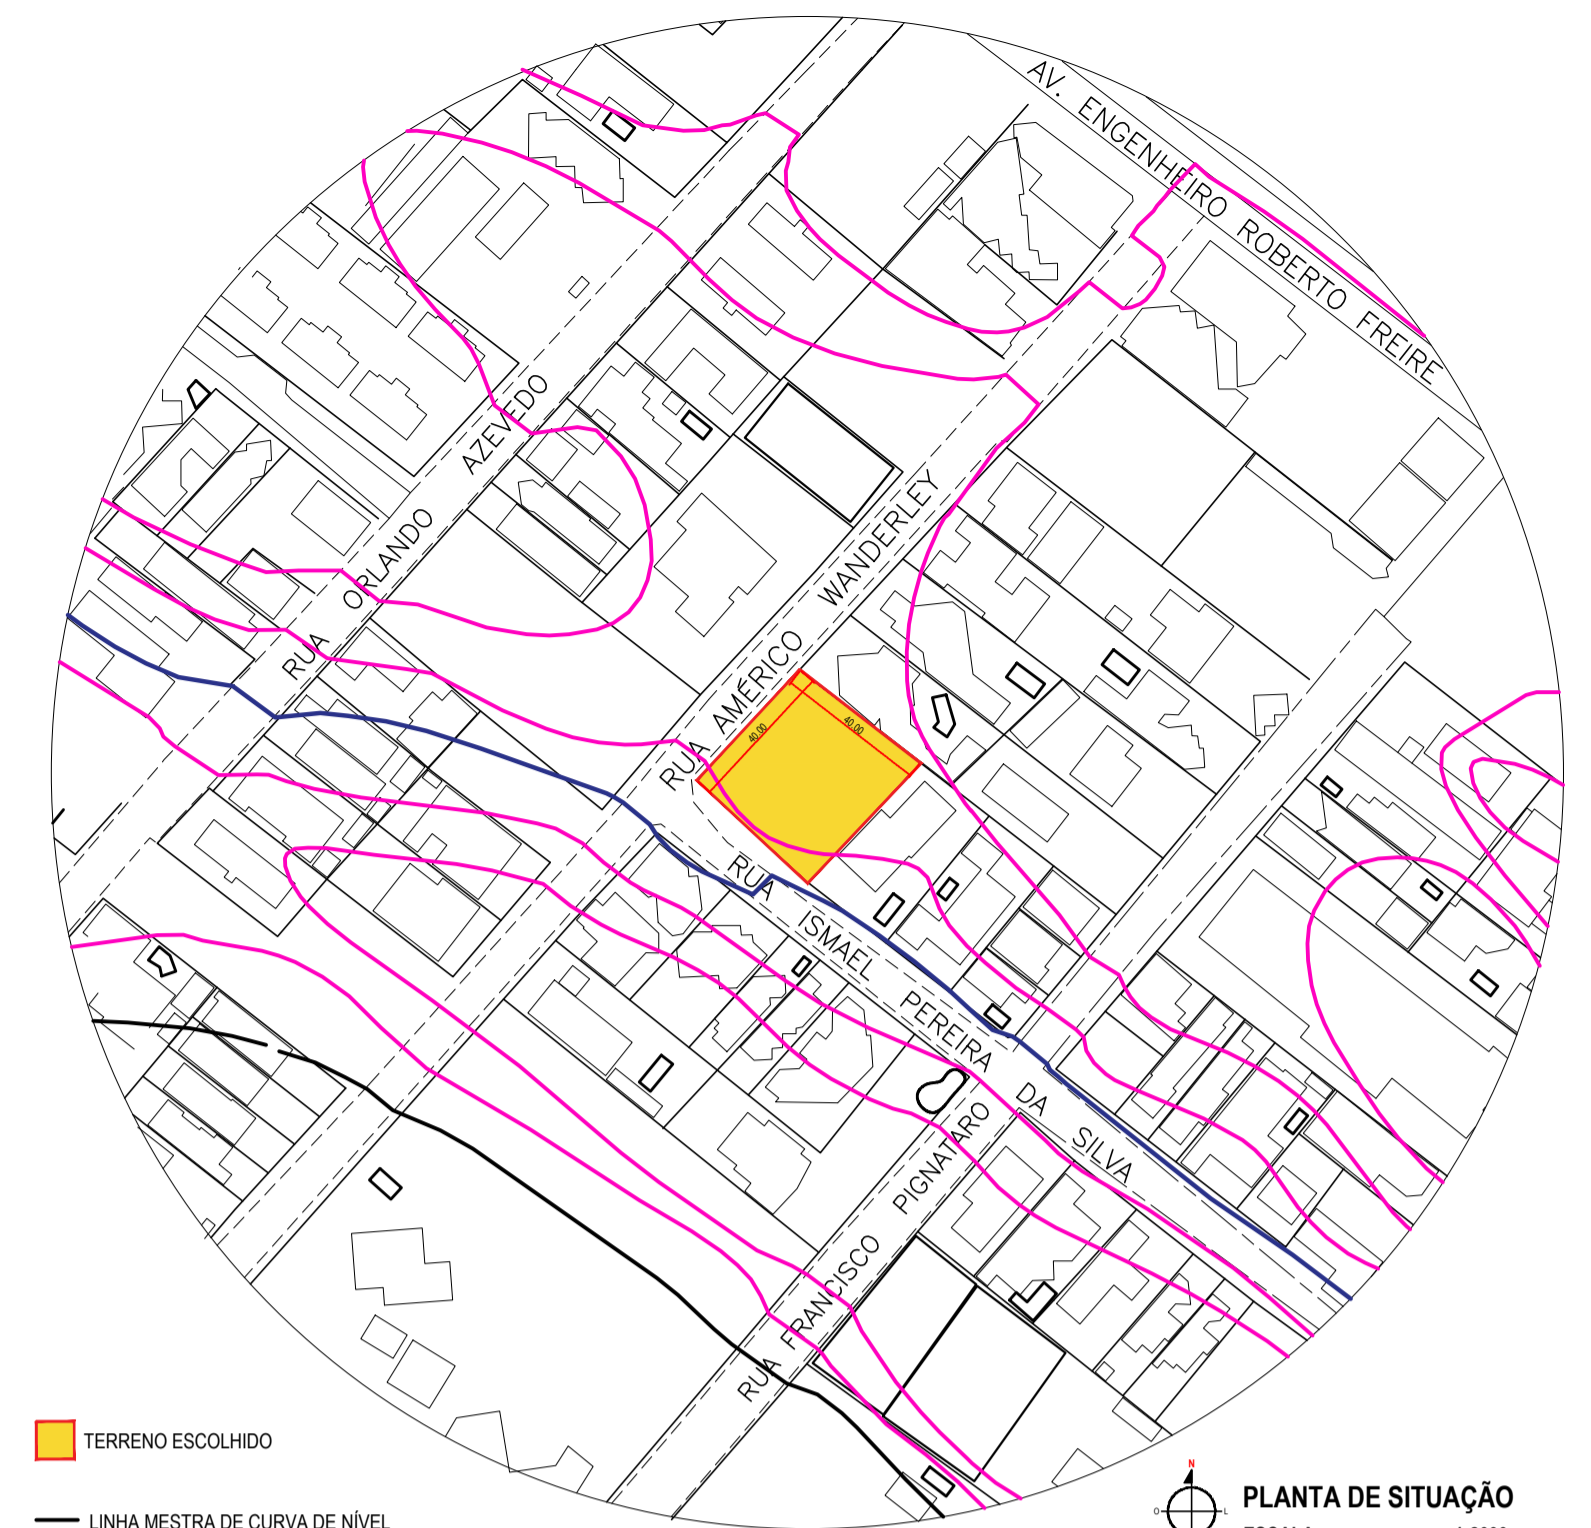 AV. ENGENHEIRO ROBERTO FREIRE
RUA ORLANDO AZEVEDO
RUA AMÉRICO WANDERLEY
40.00
40.00
RUA ISMAEL PEREIRA DA SILVA
RUA FRANCISCO PIGNATARO
TERRENO ESCOLHIDO
LINHA MESTRA DE CURVA DE NÍVEL
N
O
L
PLANTA DE SITUAÇÃO